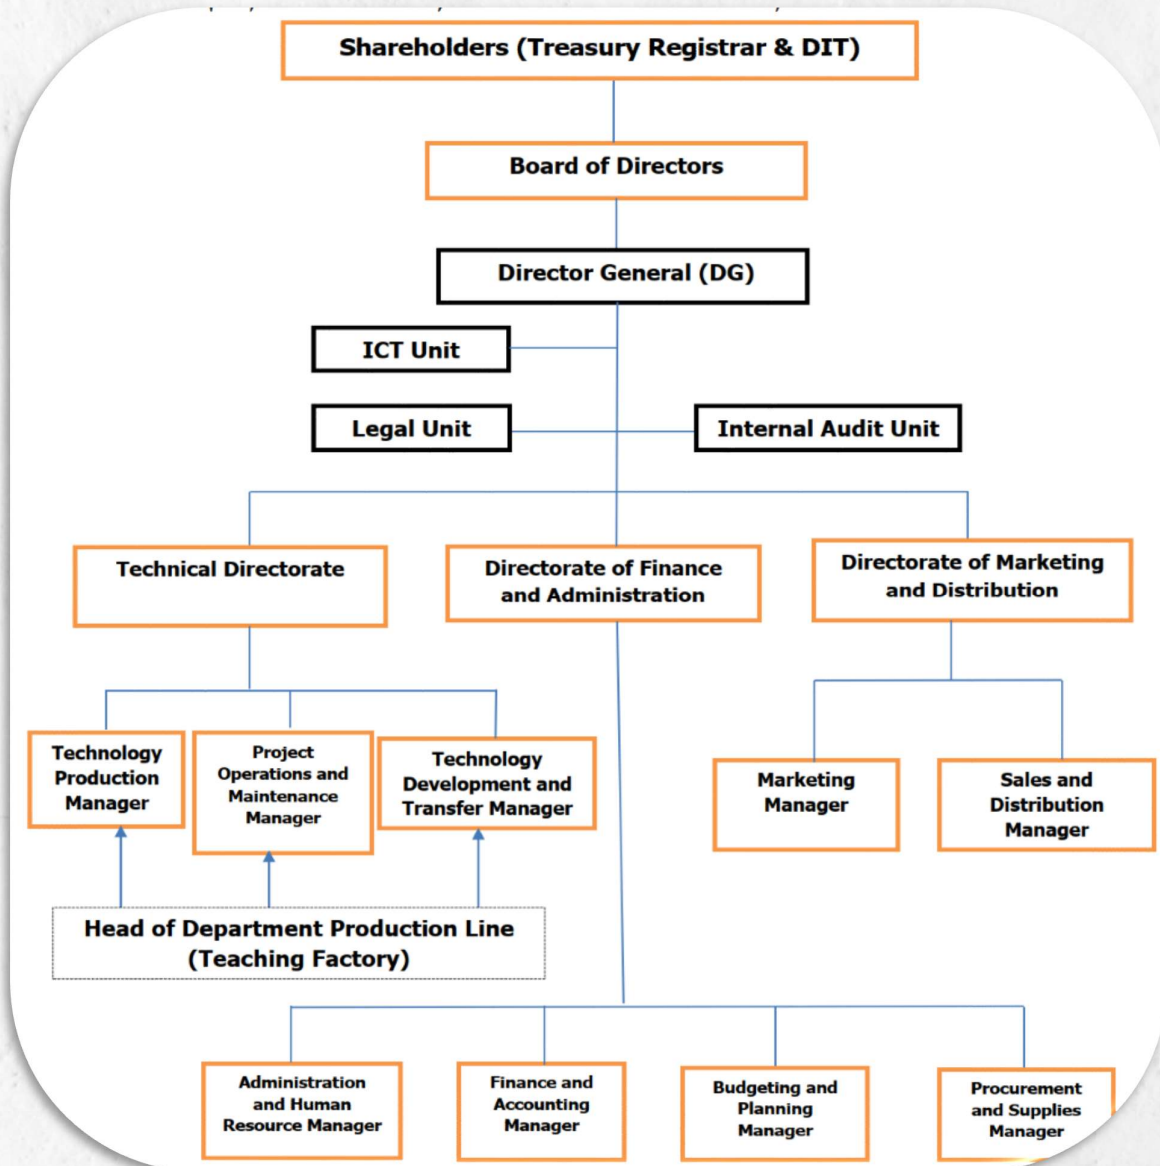 Shareholders (Treasury Registrar & DIT)
Board of Directors
Director General (DG)
ICT Unit
Legal Unit
Internal Audit Unit
Technical Directorate
Directorate of Finance
and Administration
Directorate of Marketing
and Distribution
Technology
Production
Manager
Project
Operations and
Maintenance
Manager
Technology
Development and
Transfer Manager
Marketing
Manager
Sales and
Distribution
Manager
Head of Department Production Line
(Teaching Factory)
Administration
and Human
Resource Manager
Finance and
Accounting
Manager
Budgeting and
Planning
Manager
Procurement
and Supplies
Manager